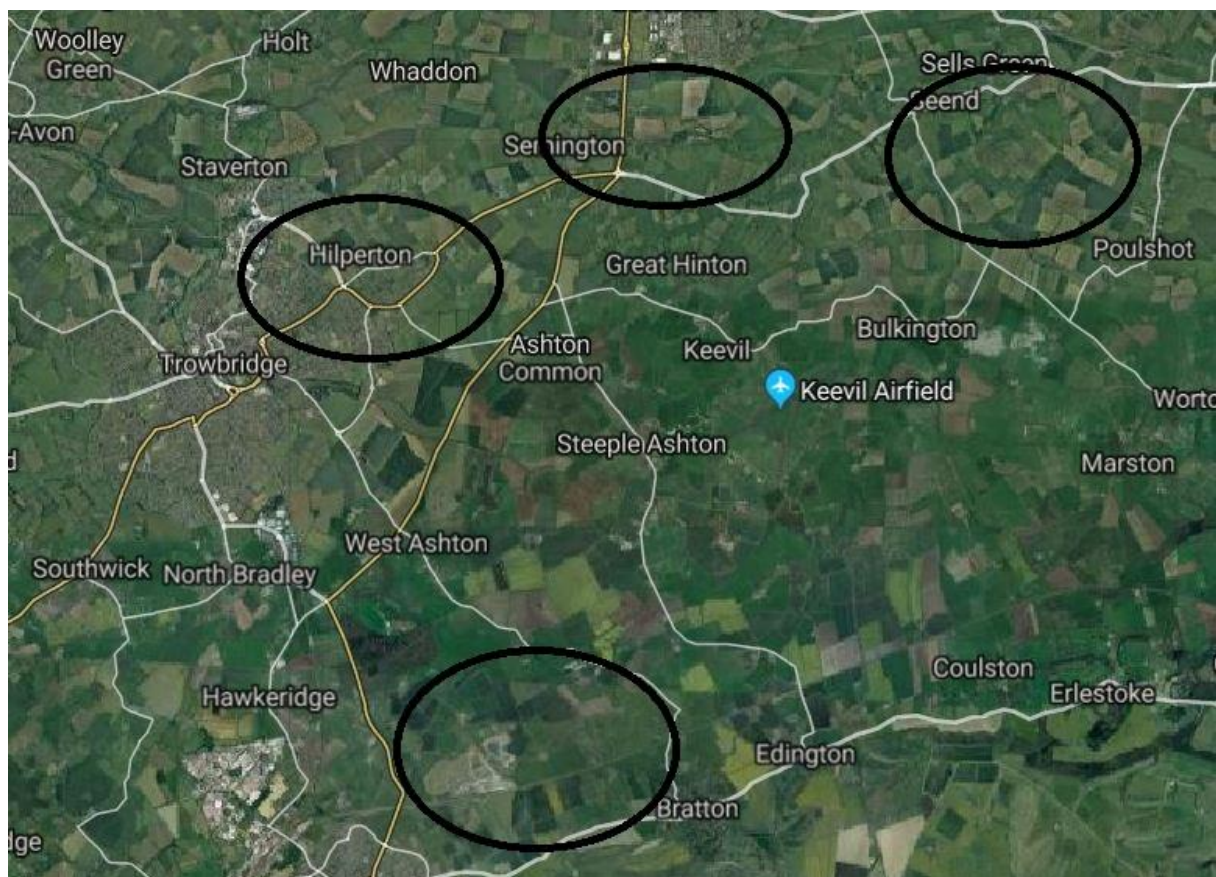 Woolley
Green
Holt
Whaddon
Sells Green
Seend
-Avon
Semington
Staverton
Hilperton
Great Hinton
Poulshot
Bulkington
Keevil
Ashton
Common
Trowbridge
Keevil Airfield
Worto
d
Steeple Ashton
Marston
West Ashton
Southwick
North Bradley
Coulston
Hawkeridge
Erlestoke
Edington
Bratton
dge